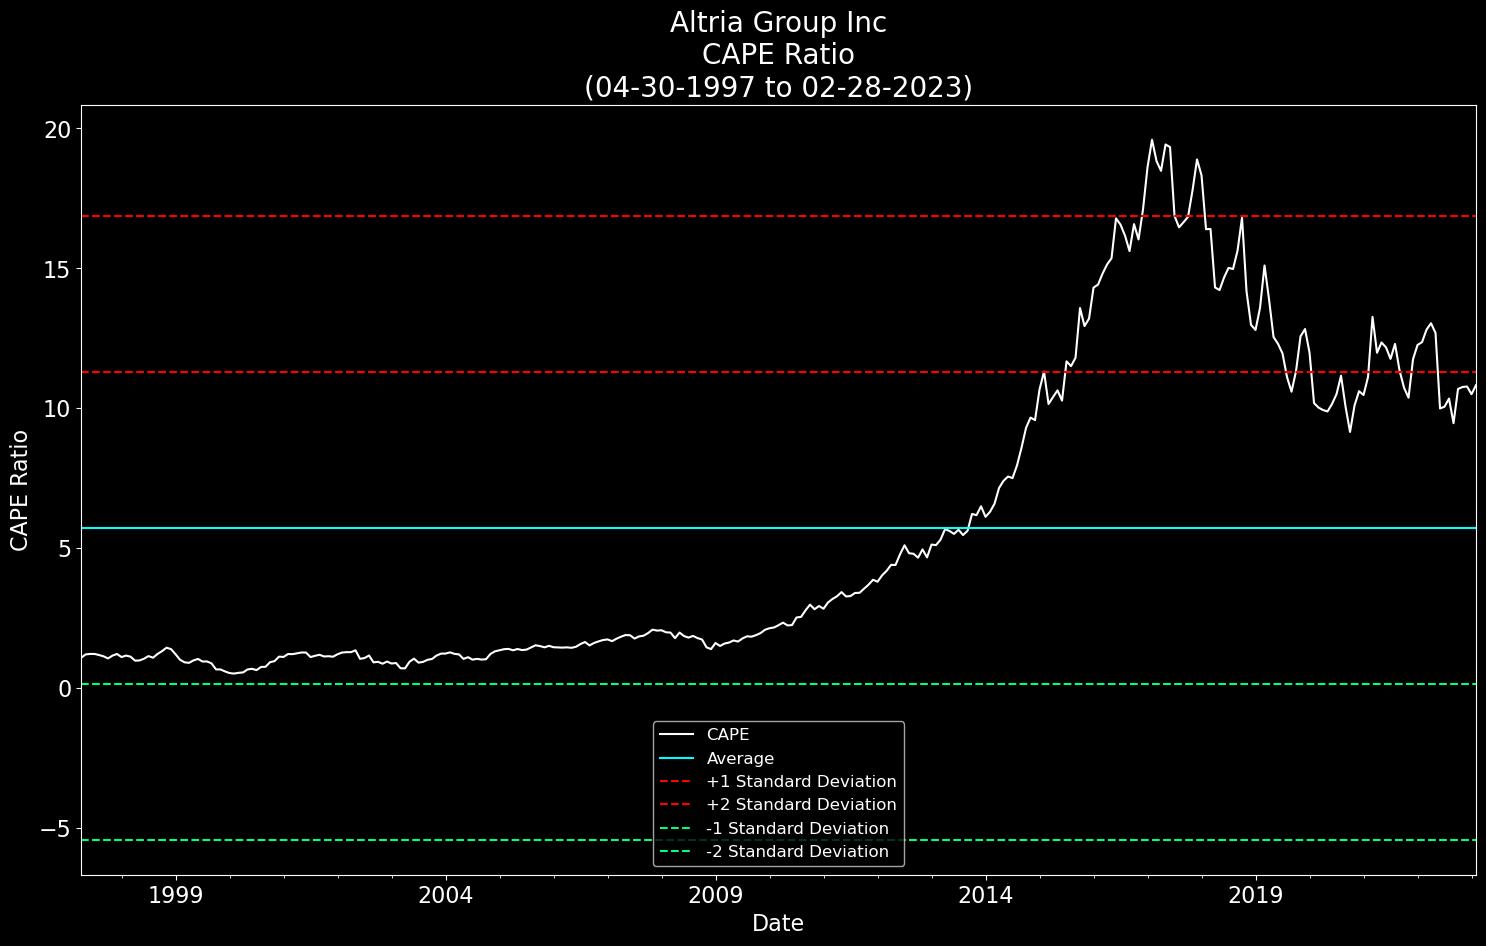 Altria Group Inc
CAPE Ratio
(04-30-1997 to 02-28-2023)
20
15
10
5
0
−5
CAPE Ratio
1999
2004
2009
2014
2019
Date
CAPE
Average
+1 Standard Deviation
+2 Standard Deviation
-1 Standard Deviation
-2 Standard Deviation